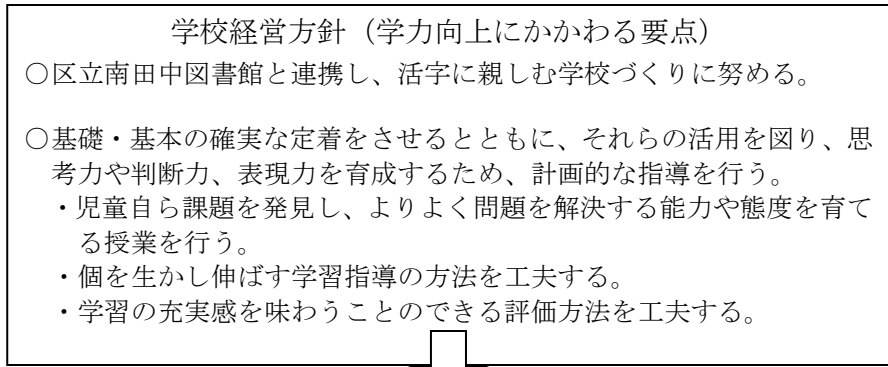 学校経営方針（学力向上にかかわる要点）
○区立南田中図書館と連携し、活字に親しむ学校づくりに努める。
○基礎・基本の確実な定着をさせるとともに、それらの活用を図り、思
考力や判断力、表現力を育成するため、計画的な指導を行う。
・児童自ら課題を発見し、よりよく問題を解決する能力や態度を育て
る授業を行う。
・個を生かし伸ばす学習指導の方法を工夫する。
・学習の充実感を味わうことのできる評価方法を工夫する。